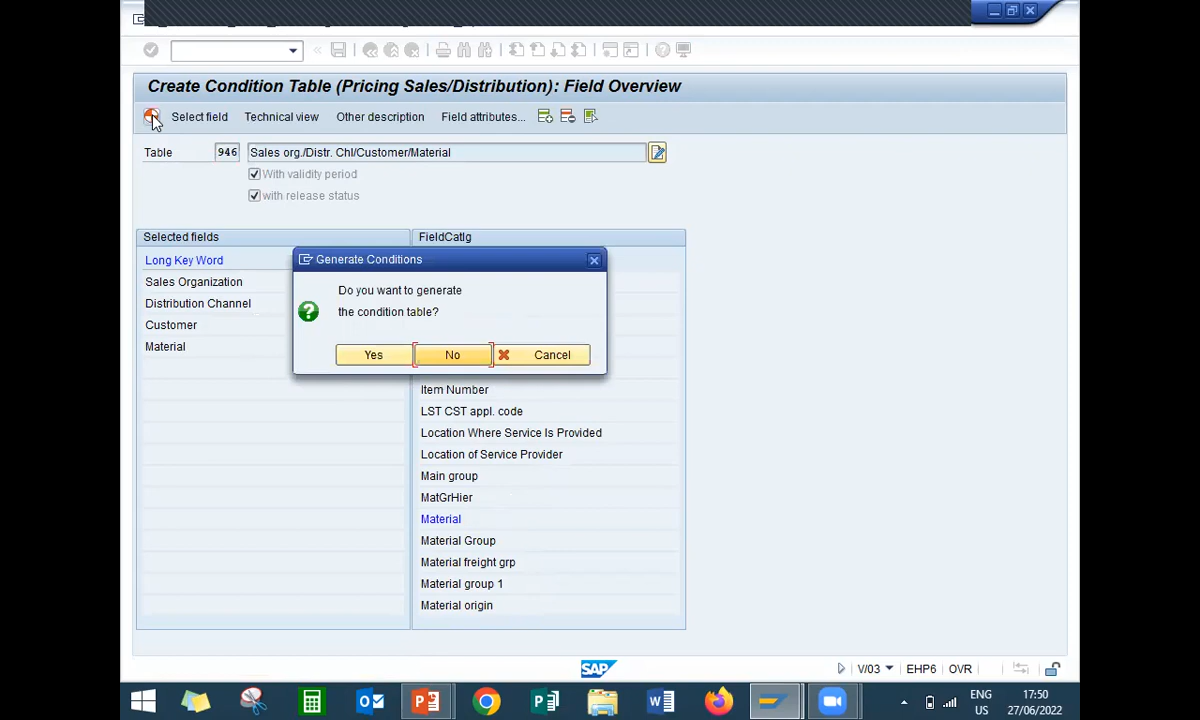 Create Condition Table (Pricing Sales/Distribution): Field Overview
Select field Technical view Other description Field attributes...
Table 946 Sales org./Distr. Chl/Customer/Material
With validity period
with release status
Selected fields FieldCatlg
Long Key Word
Sales Organization
Distribution Channel
Customer
Material
Generate Conditions
Do you want to generate
the condition table?
Yes No Cancel
Item Number
LST CST appl. code
Location Where Service Is Provided
Location of Service Provider
Main group
MatGrHier
Material
Material Group
Material freight grp
Material group 1
Material origin
SAP V/03 EHP6 OVR
ENG 17:50
US 27/06/2022